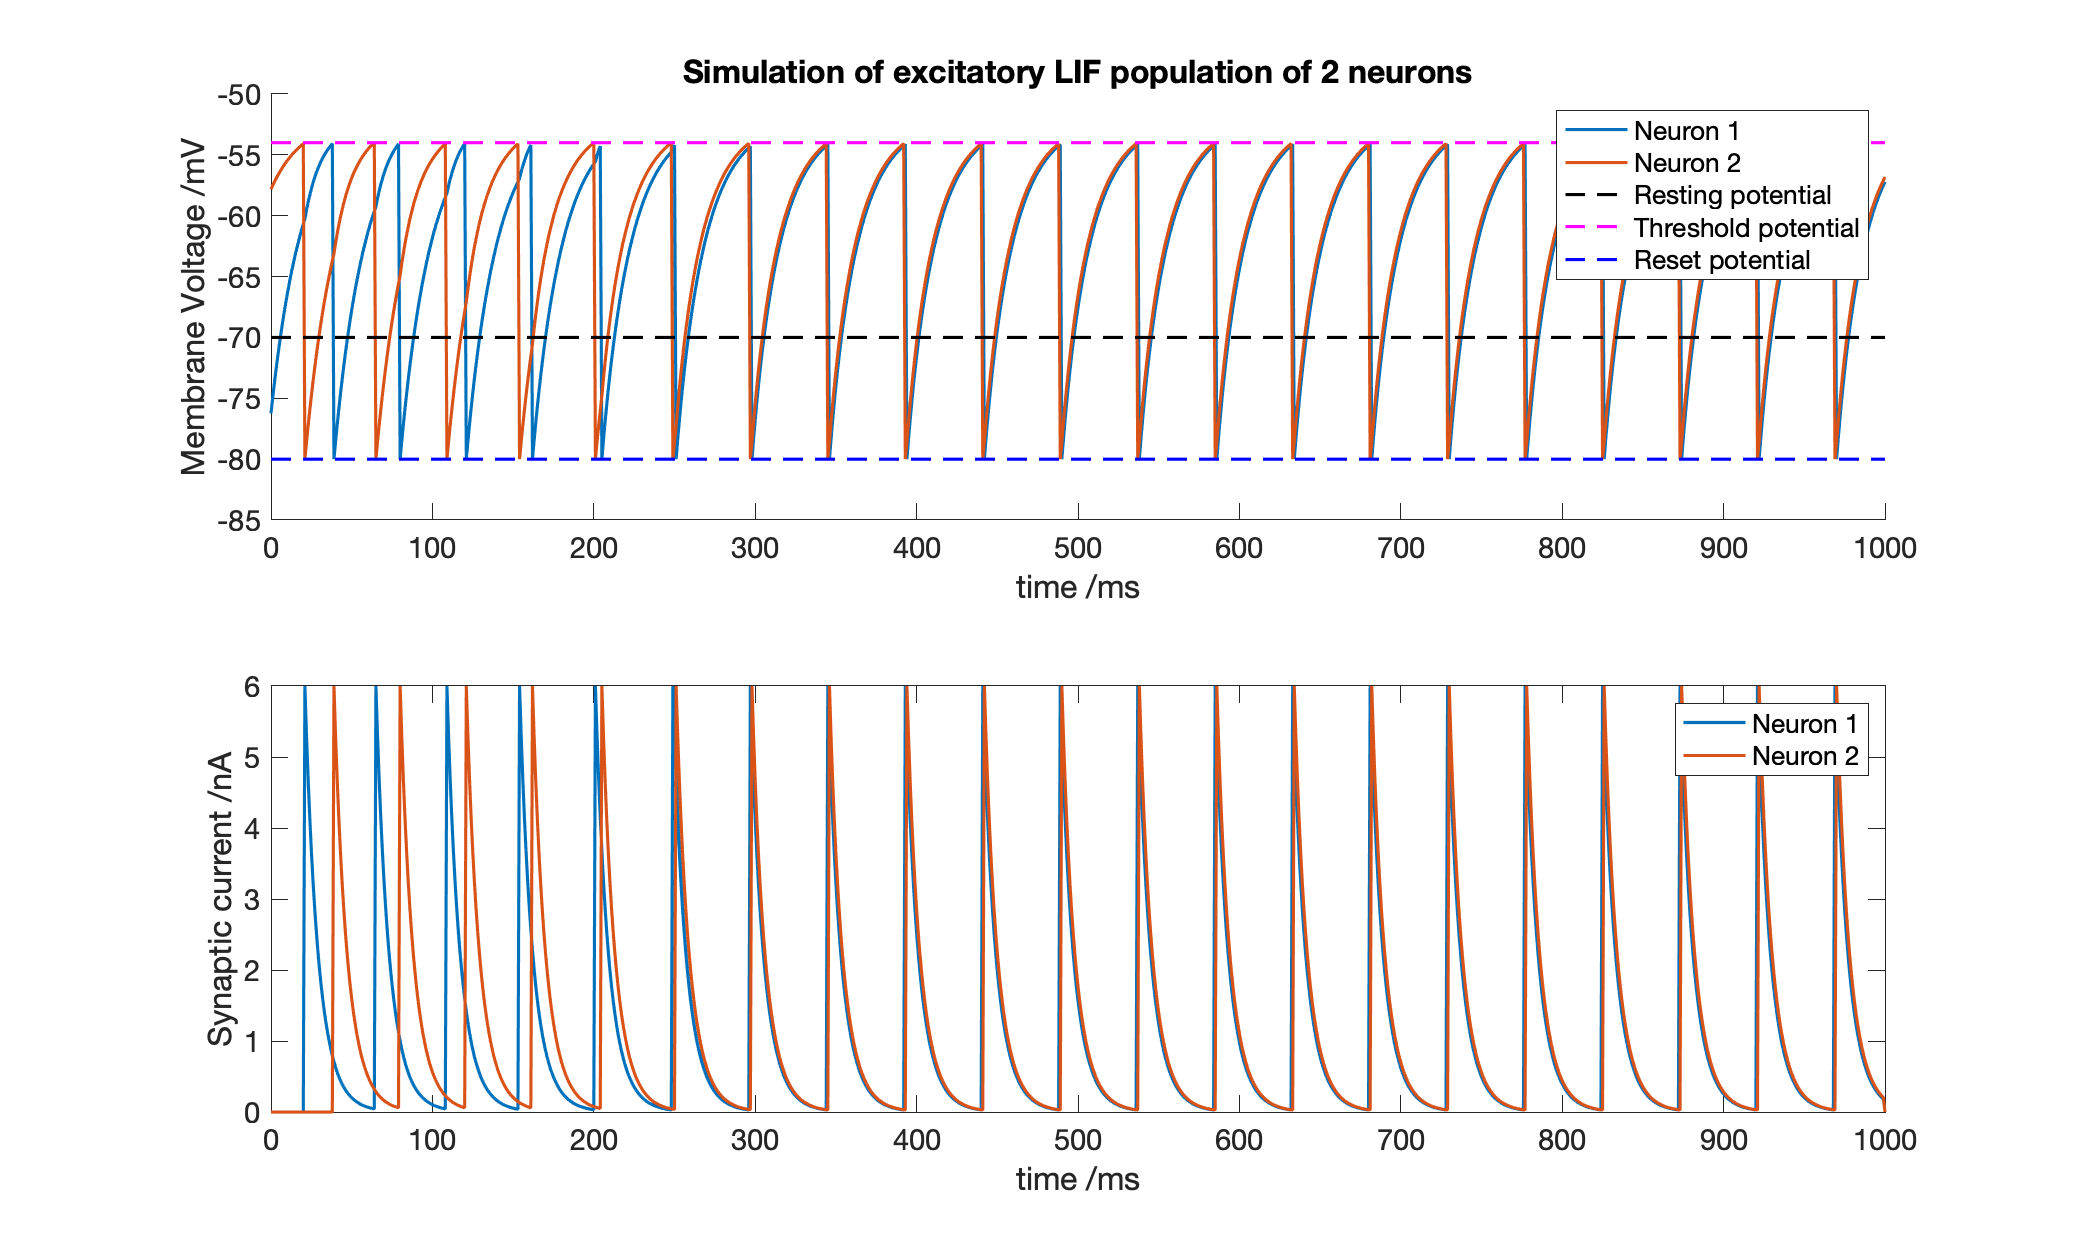 Simulation of excitatory LIF population of 2 neurons
Membrane Voltage /mV
-50
-55
-60
-65
-70
-75
-80
-85
0 100 200 300 400 500 600 700 800 900 1000
time /ms
Neuron 1
Neuron 2
Resting potential
Threshold potential
Reset potential
Synaptic current /nA
6
5
4
3
2
1
0
0 100 200 300 400 500 600 700 800 900 1000
time /ms
Neuron 1
Neuron 2